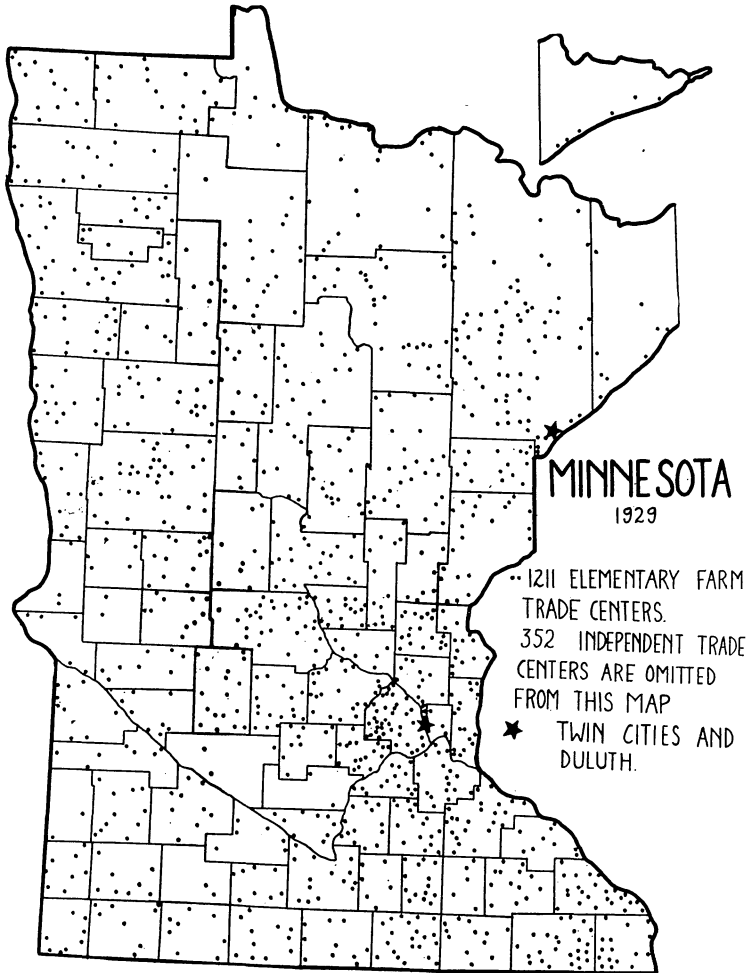 MINNESOTA
1929
1211 ELEMENTARY FARM
TRADE CENTERS.
352 INDEPENDENT TRADE
CENTERS ARE OMITTED
FROM THIS MAP
TWIN CITIES AND
DULUTH.